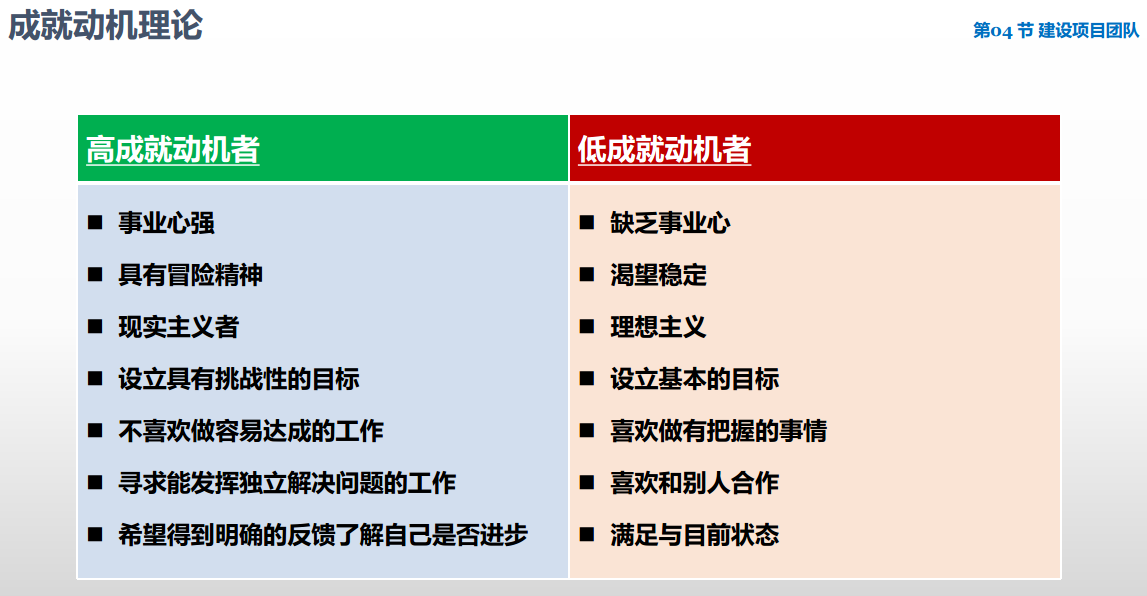 成就动机理论
第04节 建设项目团队
高成就动机者
低成就动机者
■ 事业心强
■ 缺乏事业心
■ 具有冒险精神
■ 渴望稳定
■ 现实主义者
■ 理想主义
■ 设立具有挑战性的目标
■ 设立基本的目标
■ 不喜欢做容易达成的工作
■ 喜欢做有把握的事情
■ 寻求能发挥独立解决问题的工作
■ 喜欢和别人合作
■ 希望得到明确的反馈了解自己是否进步
■ 满足与目前状态